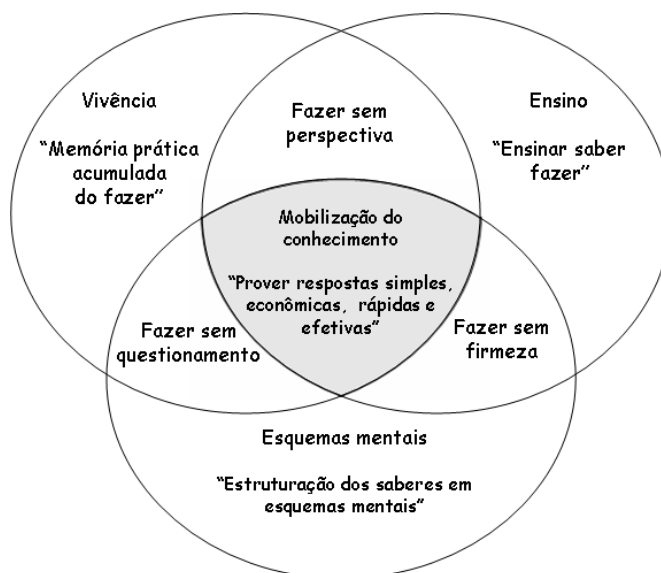 Vivência
"Memória prática
acumulada
do fazer"
Fazer sem
perspectiva
Ensino
"Ensinar saber
fazer"
Mobilização do
conhecimento
"Prover respostas simples,
econômicas, rápidas e
efetivas"
Fazer sem
questionamento
Fazer sem
firmeza
Esquemas mentais
"Estruturação dos saberes em
esquemas mentais"